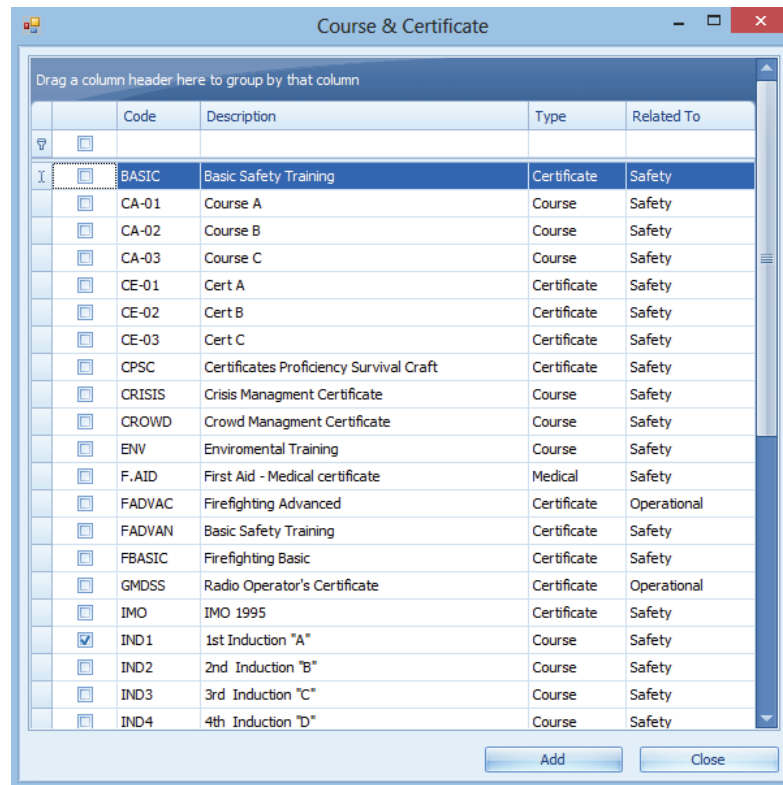 Course & Certificate
Drag a column header here to group by that column
Code Description Type Related To
BASIC Basic Safety Training Certificate Safety
CA-01 Course A Course Safety
CA-02 Course B Course Safety
CA-03 Course C Course Safety
CE-01 Cert A Certificate Safety
CE-02 Cert B Certificate Safety
CE-03 Cert C Certificate Safety
CPSC Certificates Proficiency Survival Craft Certificate Safety
CRISIS Crisis Managment Certificate Course Safety
CROWD Crowd Managment Certificate Course Safety
ENV Enviromental Training Course Safety
F.AID First Aid - Medical certificate Medical Safety
FADVAC Firefighting Advanced Certificate Operational
FADVAN Basic Safety Training Certificate Safety
FBASIC Firefighting Basic Certificate Safety
GMDSS Radio Operator's Certificate Certificate Operational
IMO IMO 1995 Certificate Safety
IND1 1st Induction "A" Course Safety
IND2 2nd Induction "B" Course Safety
IND3 3rd Induction "C" Course Safety
IND4 4th Induction "D" Course Safety
Add Close